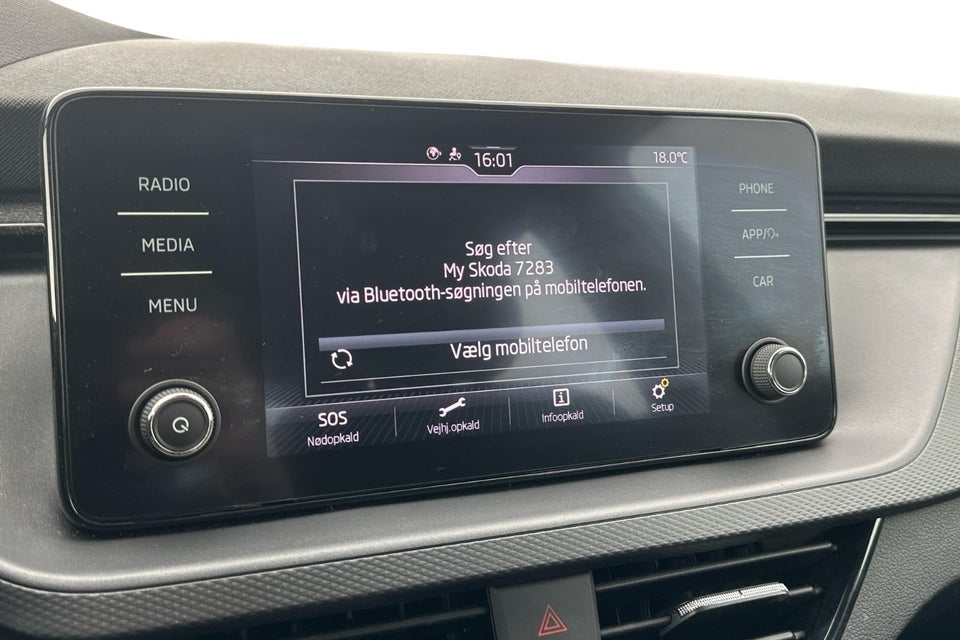 16:01
18.0°C
RADIO
MEDIA
MENU
Søg efter
My Skoda 7283
via Bluetooth-søgningen på mobiltelefonen.
Vælg mobiltelefon
SOS
Nødopkald
Vejhj.opkald
i
Infoopkald
Setup
PHONE
APP/
CAR